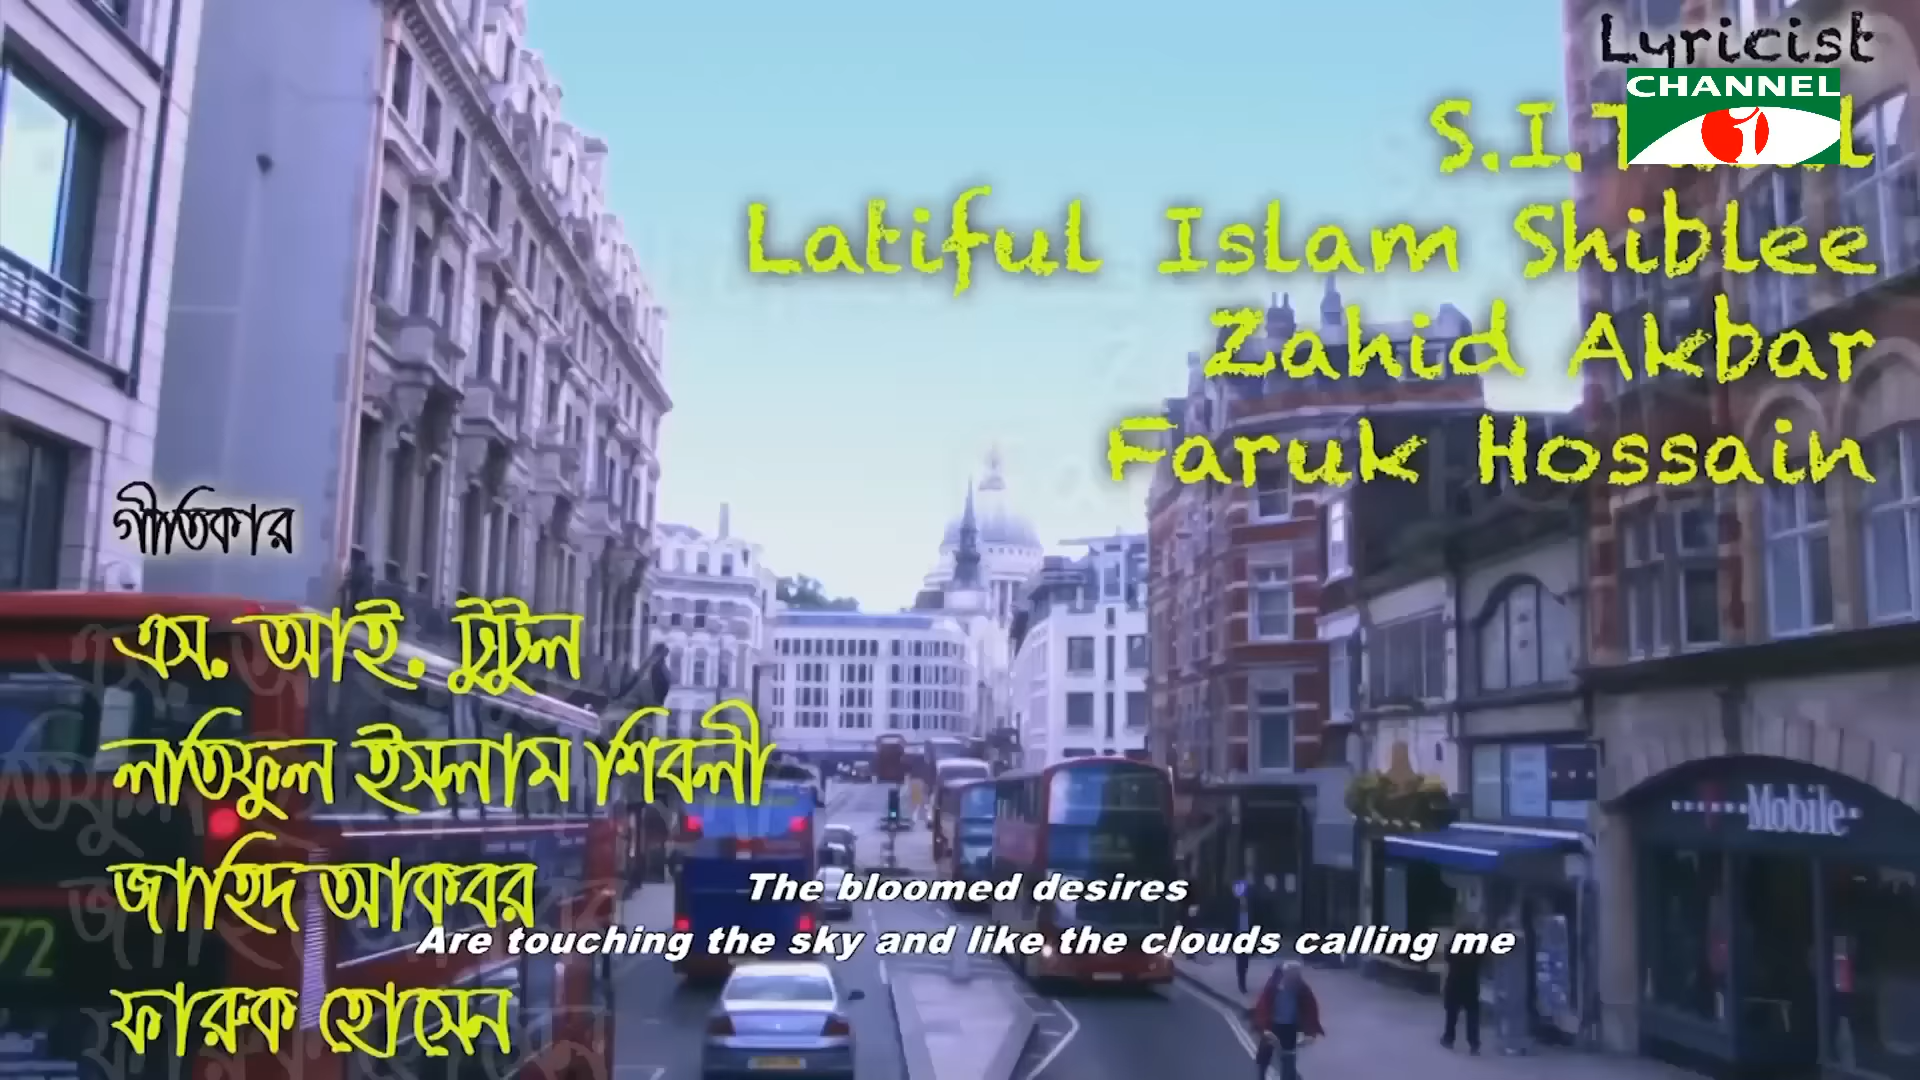 Lyricist
CHANNEL
S.I.
Latiful Islam Shiblee
Zahid Akbar
Faruk Hossain
গীতিকার
এস. আই. টুটুল
লতিফুল ইসলাম শিবলী
জাহিদ আকবর
ফারুক হোসেন
Mobile
The bloomed desires
Are touching the sky and like the clouds calling me
72